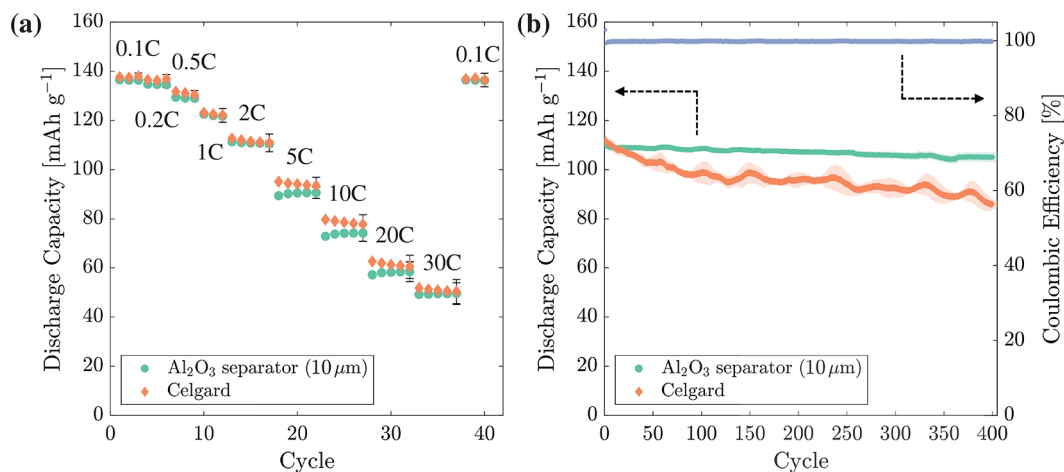 (a)
Discharge Capacity [mAh g⁻¹]
160
140
120
100
80
60
40
20
0
0.1C
0.2C
0.5C
1C
2C
5C
10C
20C
30C
0.1C
Al₂O₃ separator (10 μm)
Celgard
0 10 20 30 40
Cycle
(b)
Discharge Capacity [mAh g⁻¹]
160
140
120
100
80
60
40
20
0
Al₂O₃ separator (10 μm)
Celgard
0 50 100 150 200 250 300 350 400
Cycle
100
80
60
40
20
0
Coulombic Efficiency [%]